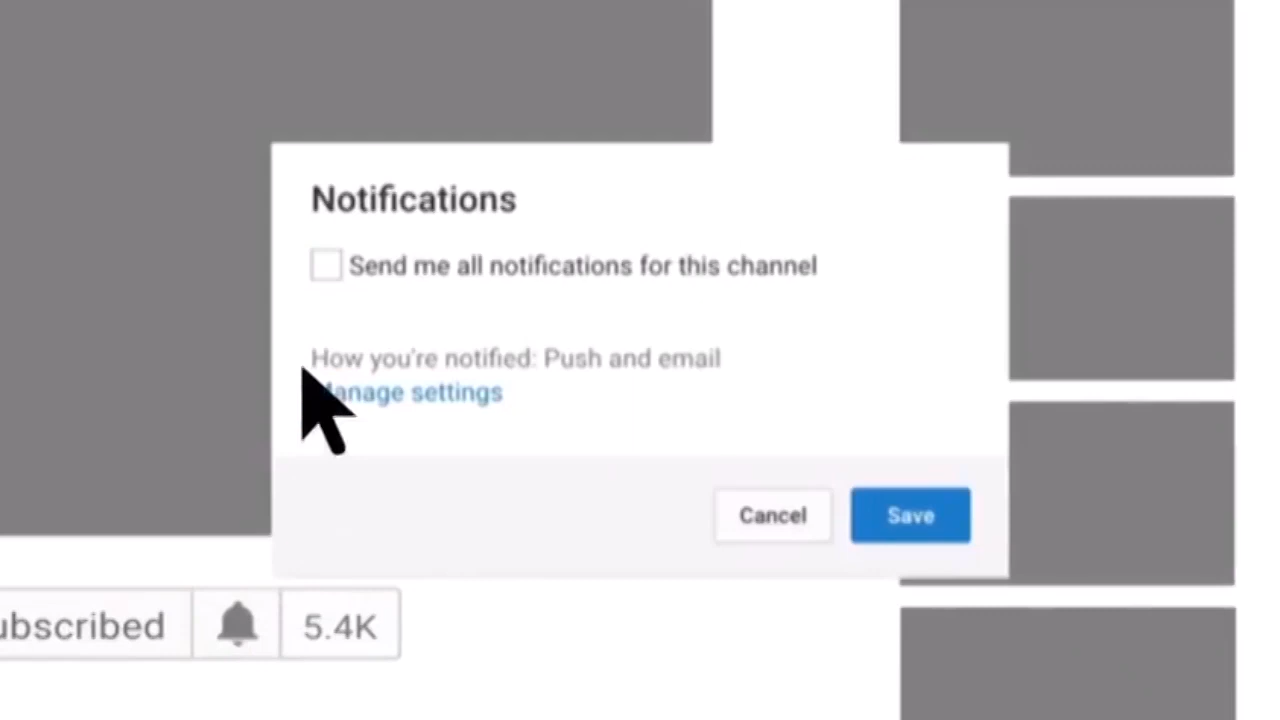 Notifications
Send me all notifications for this channel
How you're notified: Push and email
anage settings
Cancel
Save
ubscribed
5.4K